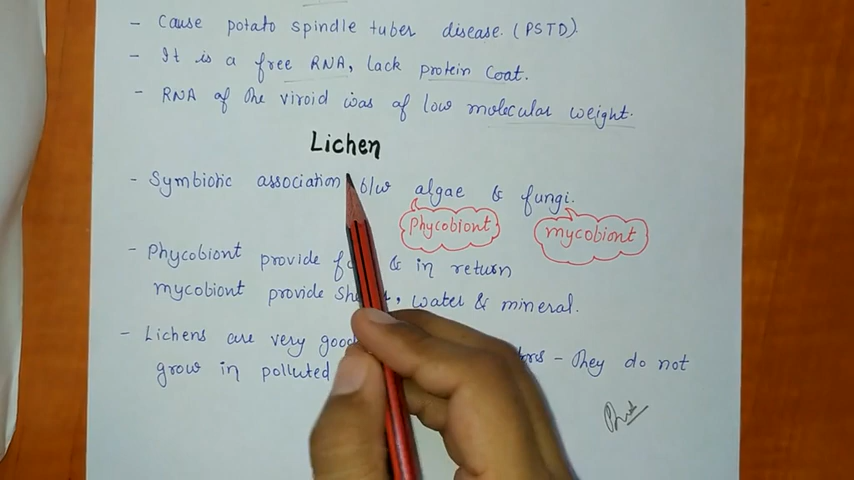 - Cause potato spindle tuber disease. (PSTD).
- It is a free RNA, lack protein coat.
- RNA of the viroid was of low molecular weight.
Lichen
- Symbiotic association b/w algae & fungi.
Phycobiont mycobiont
- Phycobiont provide & in return
mycobiont provide , water & mineral.
- Lichens are very good - They do not
grow in polluted